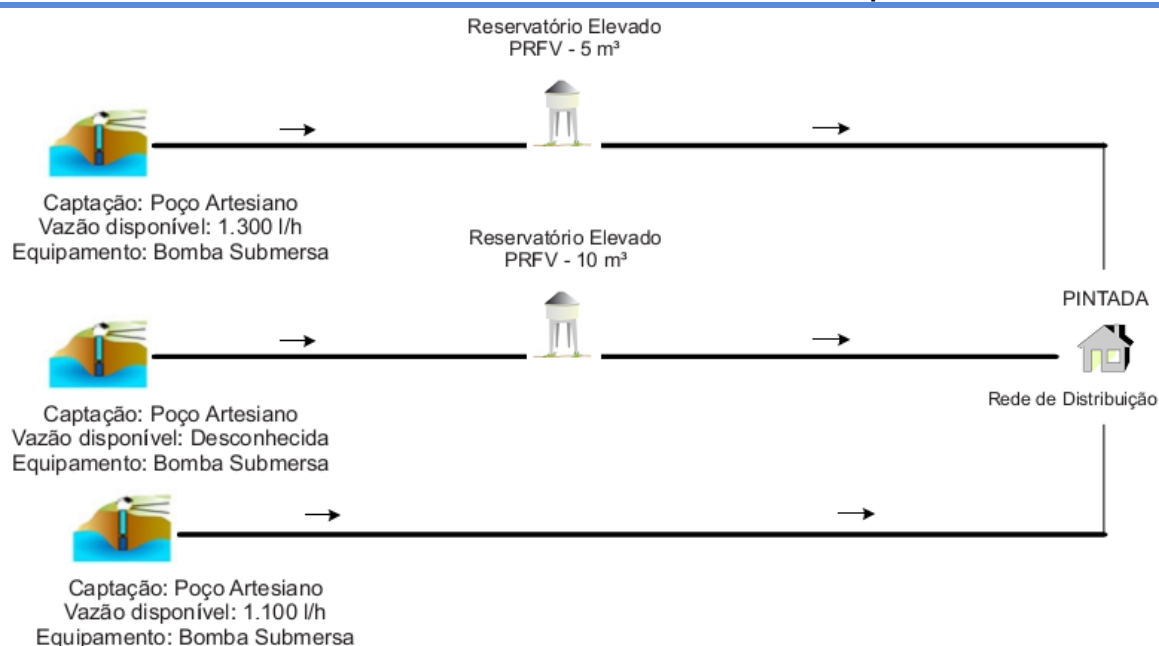 Reservatório Elevado
PRFV - 5 m³
Captação: Poço Artesiano
Vazão disponível: 1.300 l/h
Equipamento: Bomba Submersa
Reservatório Elevado
PRFV - 10 m³
PINTADA
Rede de Distribuição
Captação: Poço Artesiano
Vazão disponível: Desconhecida
Equipamento: Bomba Submersa
Captação: Poço Artesiano
Vazão disponível: 1.100 l/h
Equipamento: Bomba Submersa